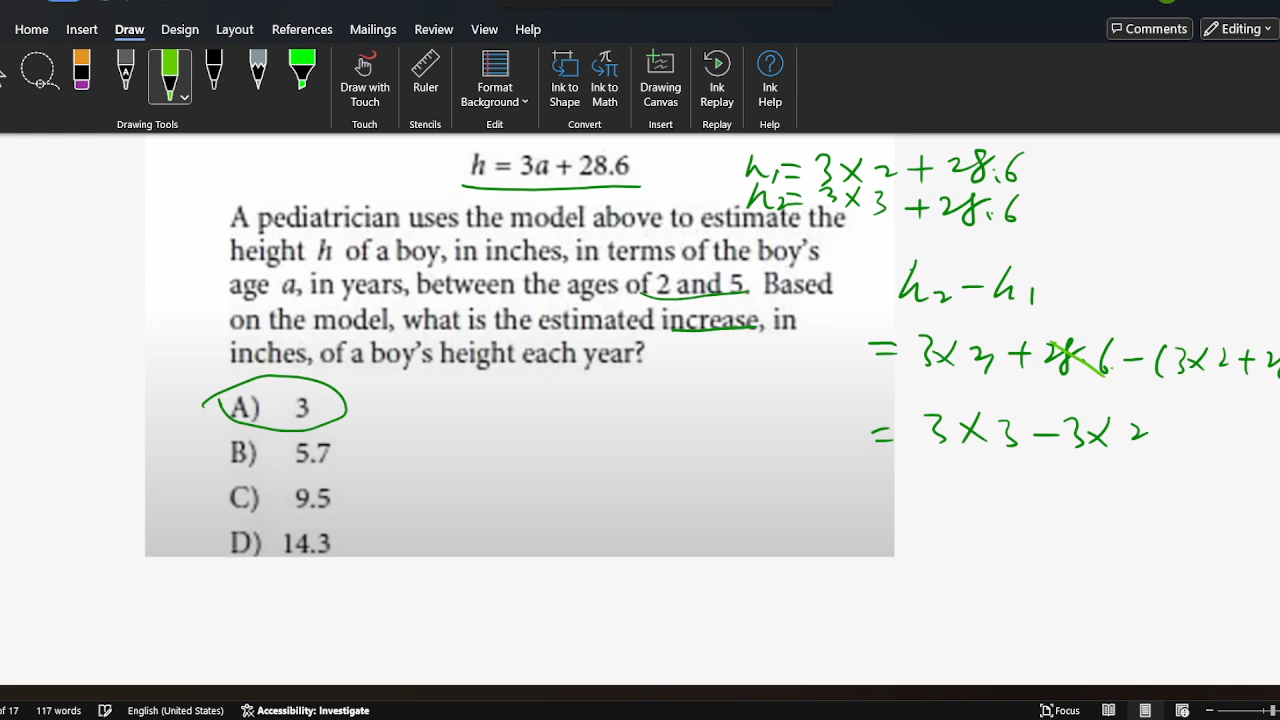 Home Insert Draw Design Layout References Mailings Review View Help Comments Editing
Draw with Touch
Ruler
Format Background
Ink to Shape
Ink to Math
Drawing Canvas
Ink Replay
Ink Help
Drawing Tools Touch Stencils Edit Convert Insert Replay Help
h = 3a + 28.6
A pediatrician uses the model above to estimate the
height h of a boy, in inches, in terms of the boy's
age a, in years, between the ages of 2 and 5. Based
on the model, what is the estimated increase, in
inches, of a boy's height each year?
A) 3
B) 5.7
C) 9.5
D) 14.3
h₁= 3×2 + 28.6
h₂= 3×3 + 28.6
h₂ - h₁
= 3×3 + 28.6 - (3×2+2
= 3×3 - 3×2
of 17 117 words English (United States) Accessibility: Investigate Focus